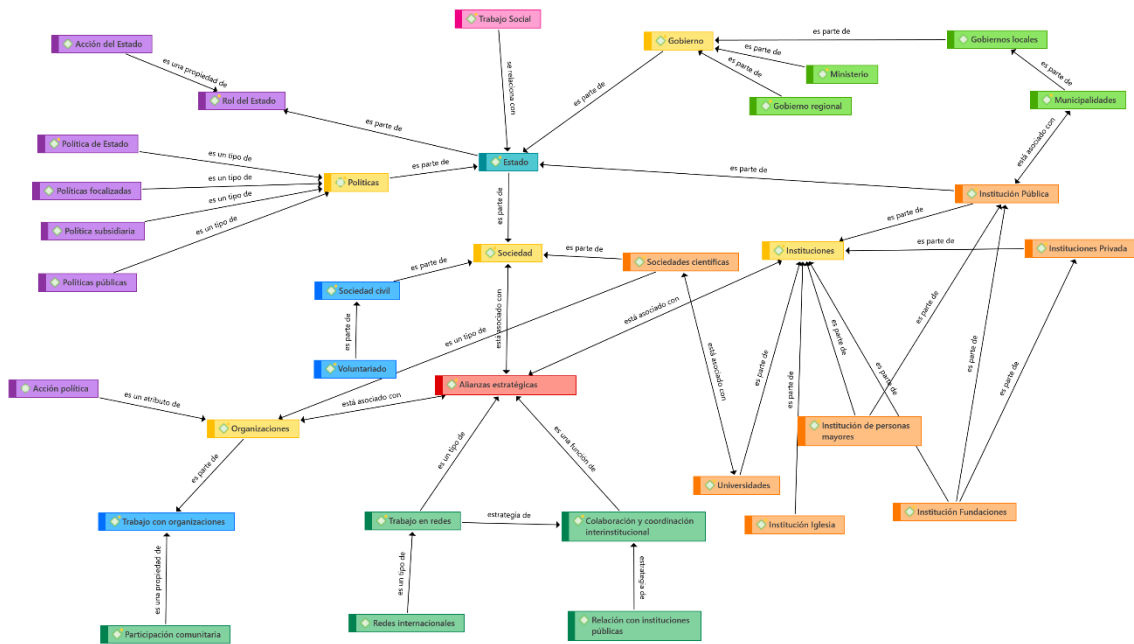 Trabajo Social
Acción del Estado
Gobierno
es parte de
Gobiernos locales
es una propiedad de
se relaciona con
es parte de
Ministerio
es parte de
es parte de
Rol del Estado
es parte de
Gobierno regional
Municipalidades
es parte de
Política de Estado
es un tipo de
Estado
es parte de
está asociado con
Políticas focalizadas
es un tipo de
Políticas
es parte de
Institución Pública
es un tipo de
es parte de
es parte de
Política subsidiaria
es un tipo de
Sociedad
es parte de
Sociedades científicas
Instituciones
es parte de
Instituciones Privada
Políticas públicas
es parte de
Sociedad civil
está asociado con
es un tipo de
está asociado con
es parte de
es parte de
es parte de
es parte de
es parte de
Voluntariado
está asociado con
es parte de
es parte de
es parte de
Acción política
Alianzas estratégicas
es un atributo de
está asociado con
Organizaciones
Institución de personas
mayores
es parte de
es un tipo de
es una función de
Universidades
Institución Fundaciones
Trabajo con organizaciones
Trabajo en redes
estrategía de
Colaboración y coordinación
interinstitucional
Institución Iglesia
es una propiedad de
es un tipo de
estrategía de
Participación comunitaria
Redes internacionales
Relación con instituciones
públicas